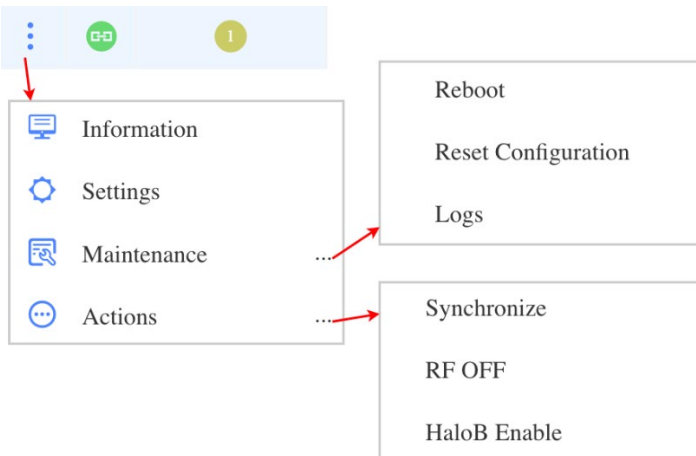 1
Information
Settings
Maintenance ...
Actions ...
Reboot
Reset Configuration
Logs
Synchronize
RF OFF
HaloB Enable